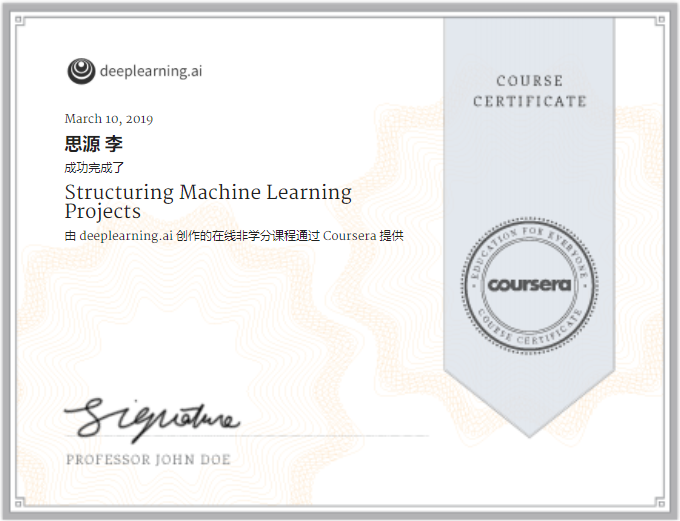 deeplearning.ai
March 10, 2019
思源 李
成功完成了
Structuring Machine Learning
Projects
由 deeplearning.ai 创作的在线非学分课程通过 Coursera 提供
COURSE
CERTIFICATE
EDUCATION FOR EVERYONE
coursera
COURSE CERTIFICATE
Signature
PROFESSOR JOHN DOE